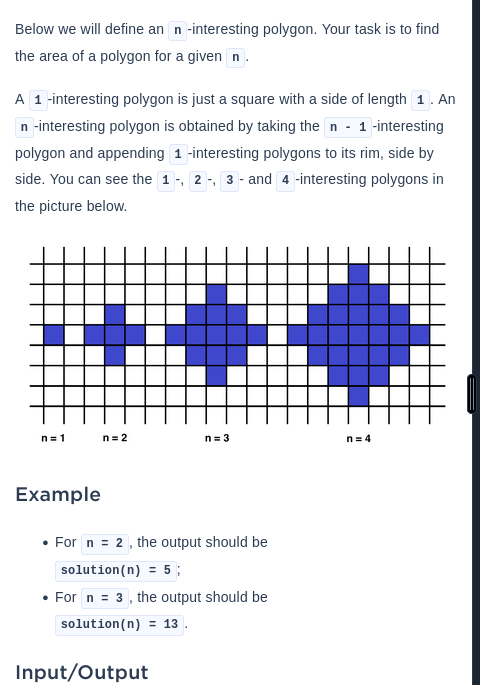 Below we will define an n-interesting polygon. Your task is to find
the area of a polygon for a given n.
A 1-interesting polygon is just a square with a side of length 1. An
n-interesting polygon is obtained by taking the n - 1-interesting
polygon and appending 1-interesting polygons to its rim, side by
side. You can see the 1-, 2-, 3- and 4-interesting polygons in
the picture below.
n = 1 n = 2 n = 3 n = 4
Example
• For n = 2, the output should be
solution(n) = 5;
• For n = 3, the output should be
solution(n) = 13.
Input/Output